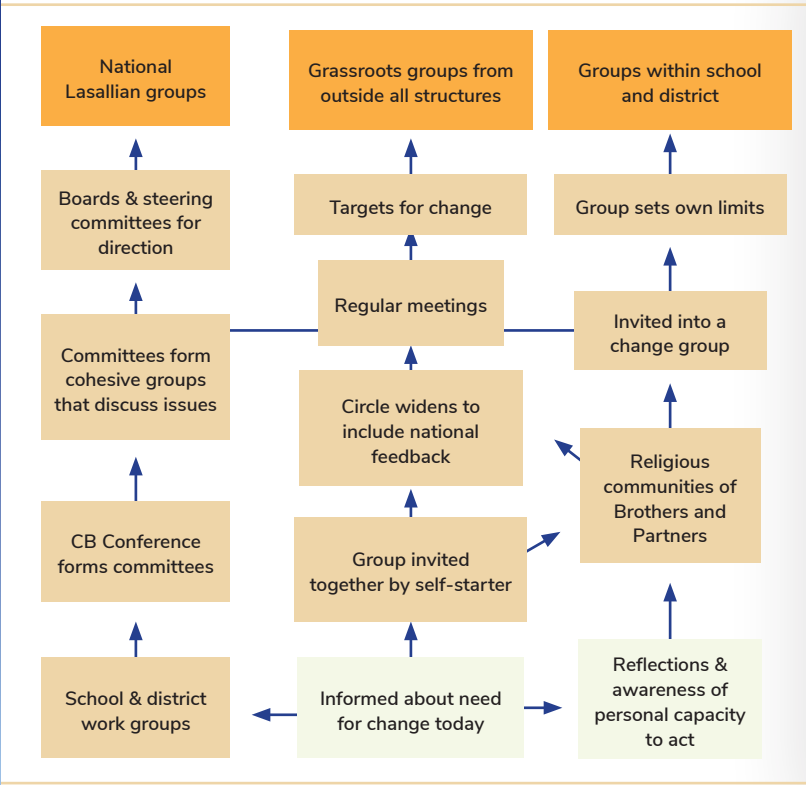 National
Lasallian groups
Grassroots groups from
outside all structures
Groups within school
and district
Boards & steering
committees for
direction
Targets for change
Group sets own limits
Regular meetings
Invited into a
change group
Committees form
cohesive groups
that discuss issues
Circle widens to
include national
feedback
Religious
communities of
Brothers and
Partners
CB Conference
forms committees
Group invited
together by self-starter
School & district
work groups
Informed about need
for change today
Reflections &
awareness of
personal capacity
to act